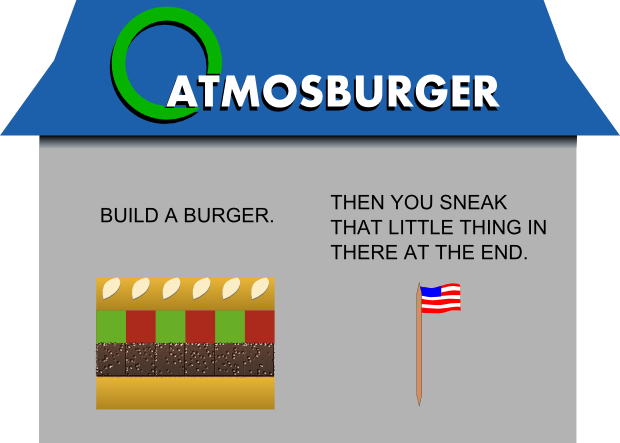 ATMOSBURGER
BUILD A BURGER.
THEN YOU SNEAK
THAT LITTLE THING IN
THERE AT THE END.